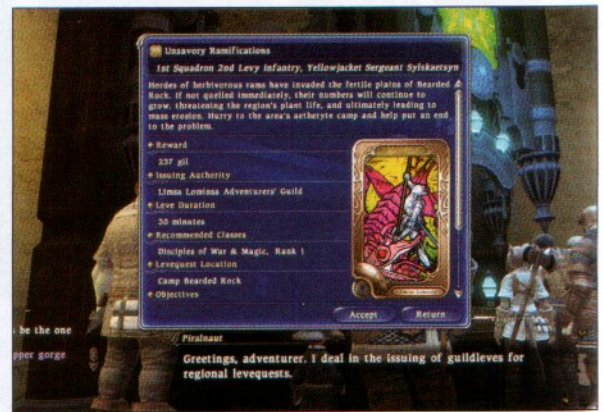 Unsavory Ramifications
1st Squadron 2nd Levy Infantry, Yellowjacket Sergeant Sylskaetsyn
Herdes of herbivorous rams have invaded the fertile plains of Bearded
Rock. If not quelled immediately, their numbers will continue to
grow, threatening the region's plant life, and ultimately leading to
mass erosion. Hurry to the area's aetheryte camp and help put an end
to the problem.
Reward
237 gil
Issuing Authority
Limsa Lominsa Adventurers' Guild
Leve Duration
30 minutes
Recommended Classes
Disciples of War & Magic, Rank 1
Levequest Location
Camp Bearded Rock
Objectives
Accept Return
be the one
pper gorge
Piralnaut
Greetings, adventurer. I deal in the issuing of guildleves for
regional levequests.